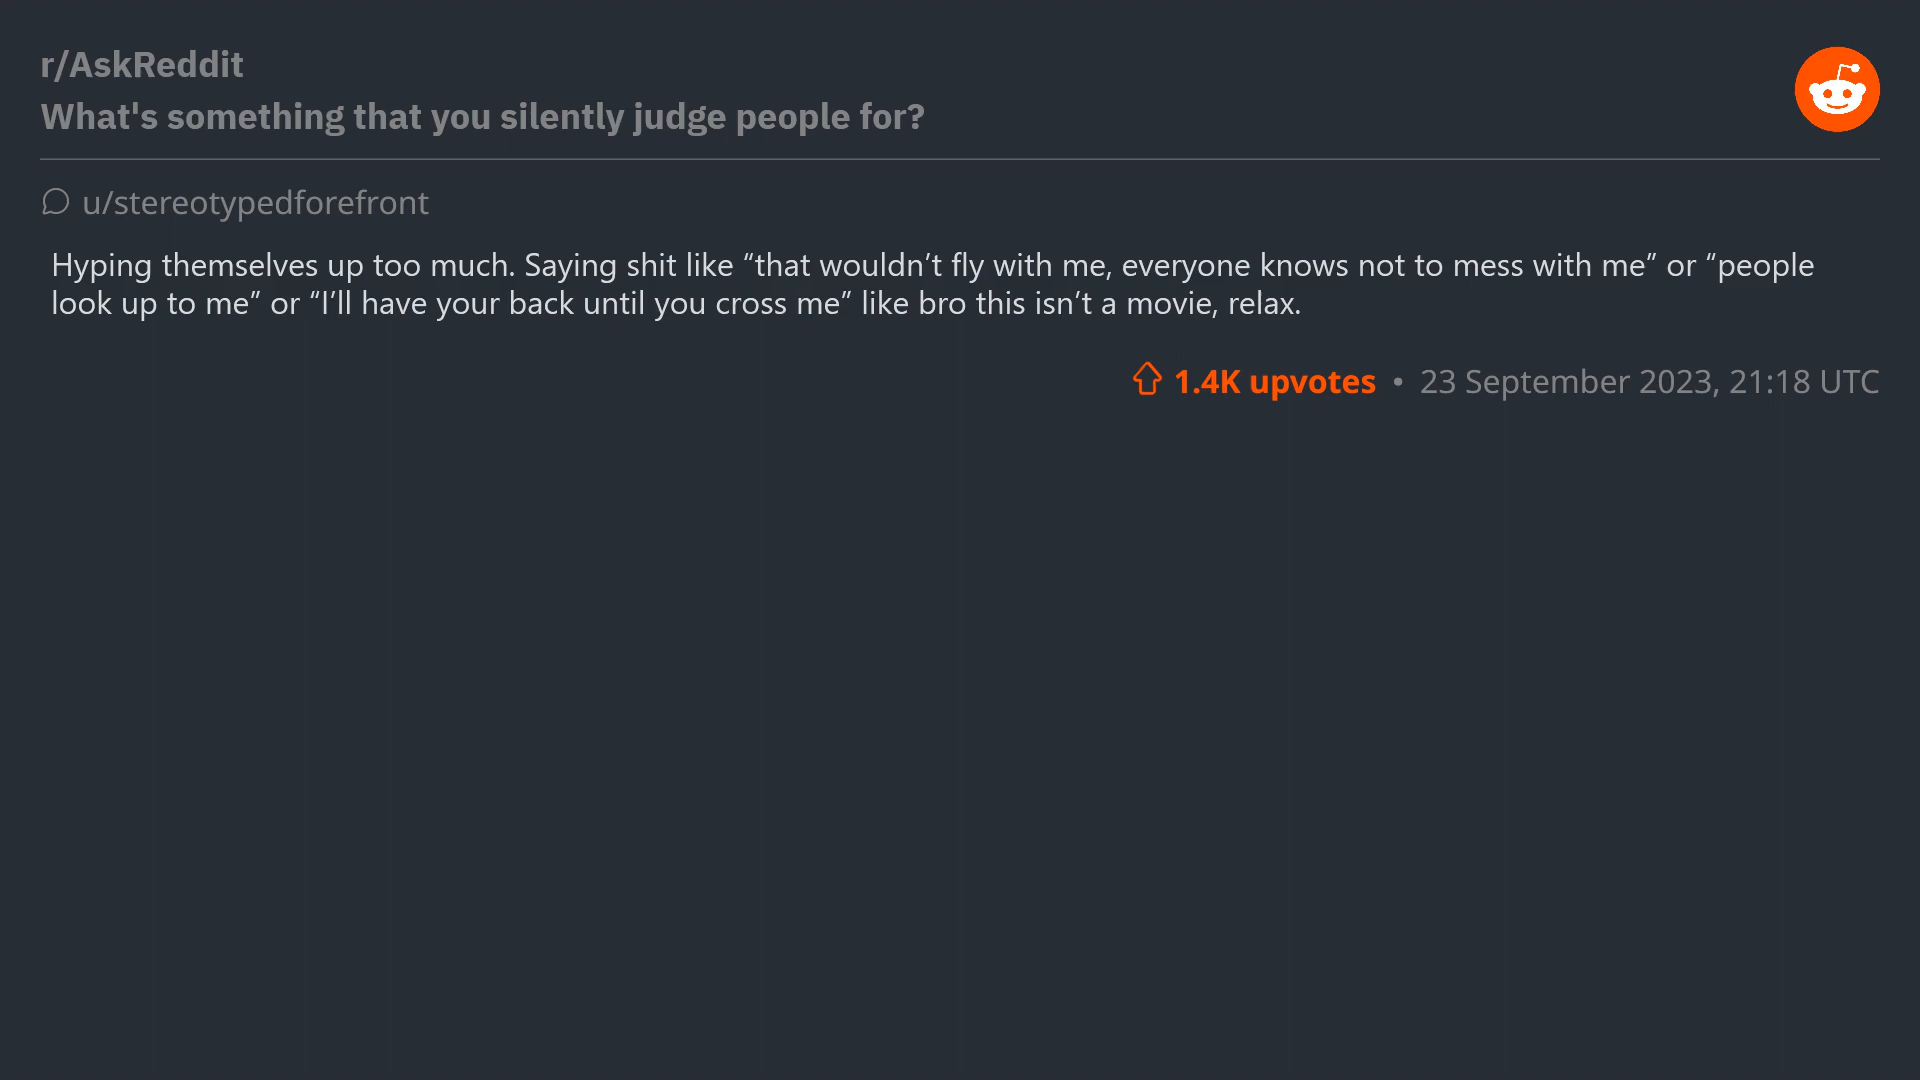 r/AskReddit
What's something that you silently judge people for?
u/stereotypedforefront
Hyping themselves up too much. Saying shit like “that wouldn’t fly with me, everyone knows not to mess with me” or “people
look up to me” or “I’ll have your back until you cross me” like bro this isn’t a movie, relax.
1.4K upvotes • 23 September 2023, 21:18 UTC